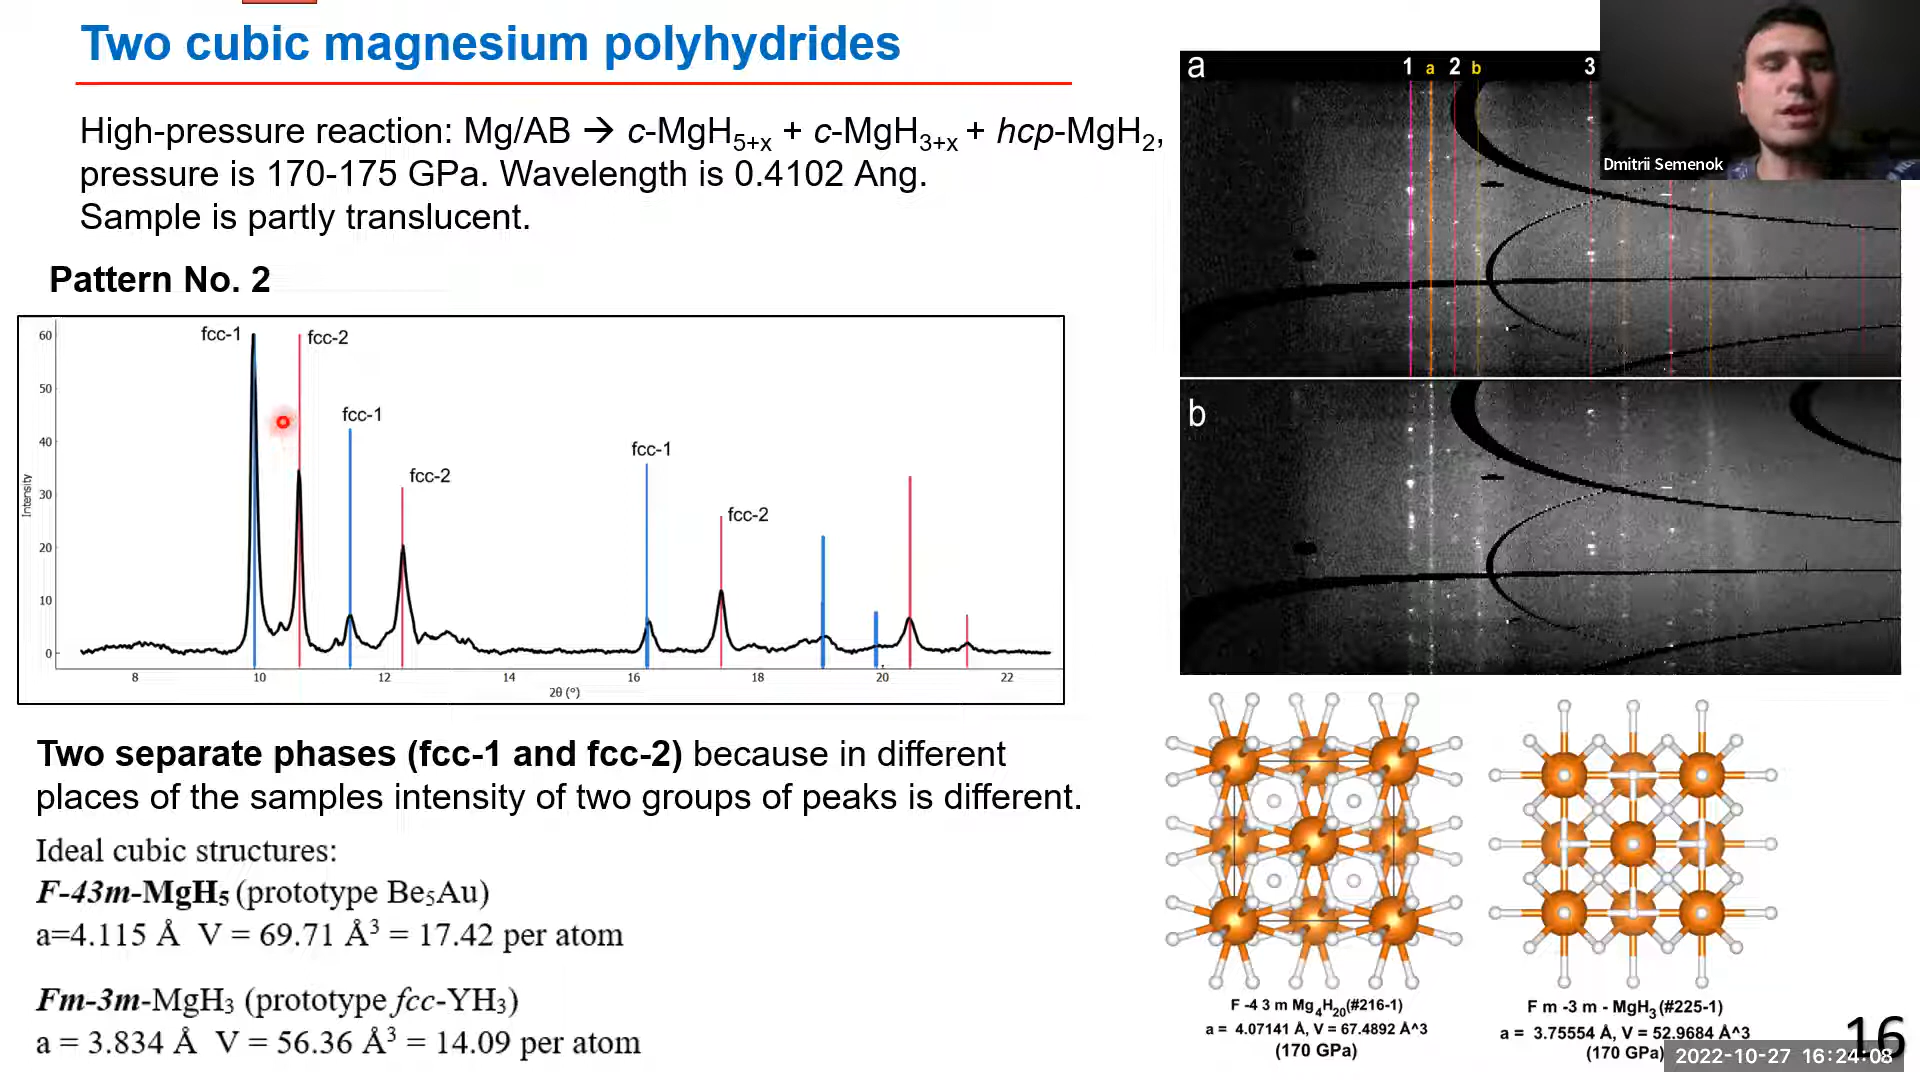 Two cubic magnesium polyhydrides
High-pressure reaction: Mg/AB → c-MgH5+x + c-MgH3+x + hcp-MgH2,
pressure is 170-175 GPa. Wavelength is 0.4102 Ang.
Sample is partly translucent.
Pattern No. 2
fcc-1
fcc-2
fcc-1
fcc-2
fcc-1
fcc-2
Intensity
60
50
40
30
20
10
0
8 10 12 14 16 18 20 22
2θ (°)
Two separate phases (fcc-1 and fcc-2) because in different
places of the samples intensity of two groups of peaks is different.
Ideal cubic structures:
F-43m-MgH5 (prototype Be5Au)
a=4.115 Å V = 69.71 Å3 = 17.42 per atom
Fm-3m-MgH3 (prototype fcc-YH3)
a = 3.834 Å V = 56.36 Å3 = 14.09 per atom
a 1 a 2 b 3
Dmitrii Semenok
b
F -4 3 m Mg4H20(#216-1)
a = 4.07141 Å, V = 67.4892 Å^3
(170 GPa)
F m -3 m - MgH3 (#225-1)
a = 3.75554 Å, V = 52.9684 Å^3
(170 GPa)
16
2022-10-27 16:24:08